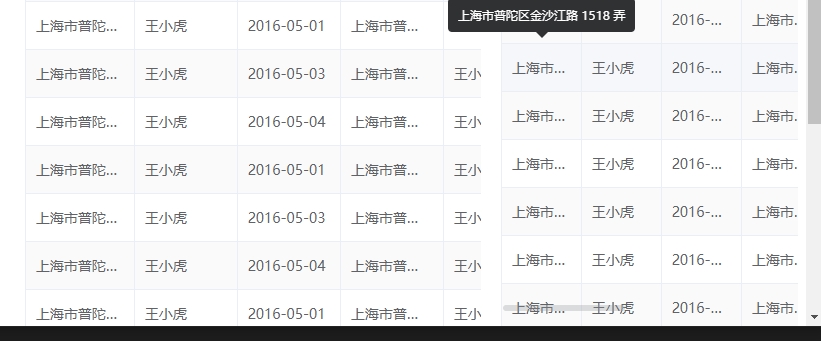 上海市普陀区金沙江路 1518 弄
上海市普陀... 王小虎 2016-05-01 上海市普...
上海市普陀... 王小虎 2016-05-03 上海市普... 王小
上海市普陀... 王小虎 2016-05-04 上海市普... 王小
上海市普陀... 王小虎 2016-05-01 上海市普... 王小
上海市普陀... 王小虎 2016-05-03 上海市普... 王小
上海市普陀... 王小虎 2016-05-04 上海市普... 王小
上海市普陀... 王小虎 2016-05-01 上海市普... 王小
2016-... 上海市.
上海市... 王小虎 2016-... 上海市.
上海市... 王小虎 2016-... 上海市.
上海市... 王小虎 2016-... 上海市.
上海市... 王小虎 2016-... 上海市.
上海市... 王小虎 2016-... 上海市.
上海市... 王小虎 2016-... 上海市.